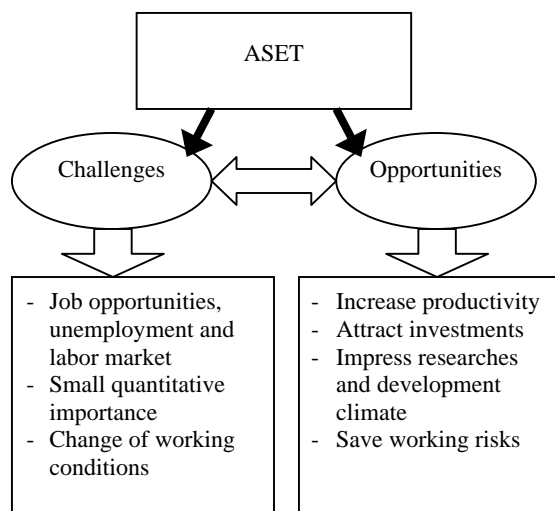 ASET
Challenges
Opportunities
- Job opportunities,
unemployment and
labor market
- Small quantitative
importance
- Change of working
conditions
- Increase productivity
- Attract investments
- Impress researches
and development
climate
- Save working risks